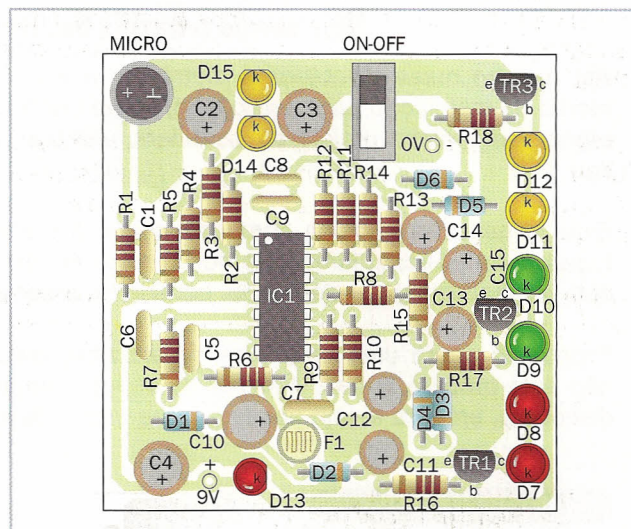 MICRO ON-OFF
D15 k
+ ⊥
C2 +
C3 +
k
e TR3 c
b
R18
0V -
k D12
R1
C1
R5
R4
R3
D14
R2
C8
C9
R12
R11
R14
R13
D6
D5
C14 +
k D11
C15 +
k D10
IC1
R8
R15
C13 +
e c
TR2
b
k D9
C6
R7
C5
R6
R9
R10
R17
C7
C12 +
D4
D3
k D8
D1
C10 +
F1
C4 +
+
9V
k D13
D2
C11 +
R16
e TR1 c
b
k D7